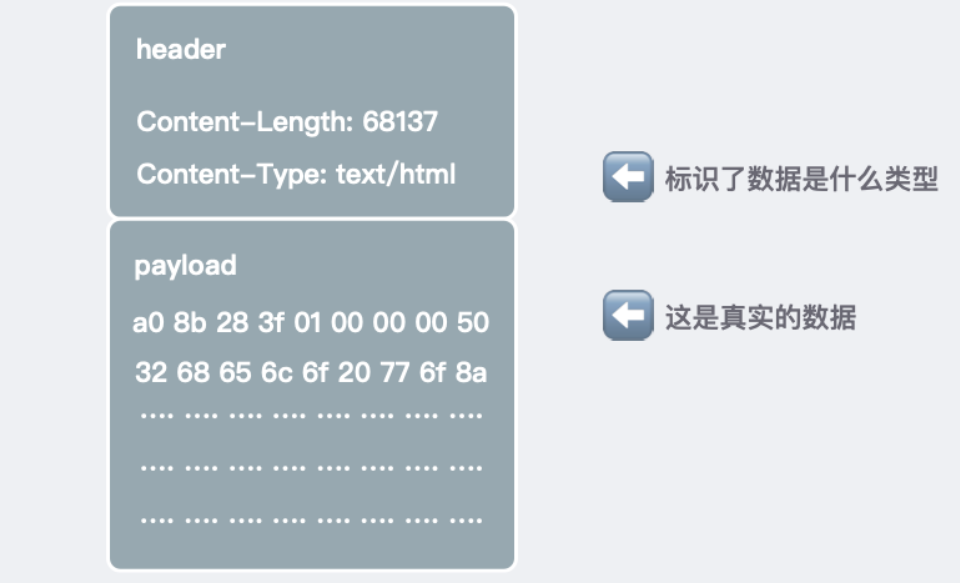 header
Content-Length: 68137
Content-Type: text/html
标识了数据是什么类型
payload
这是真实的数据
a0 8b 28 3f 01 00 00 00 50
32 68 65 6c 6f 20 77 6f 8a
.... .... .... .... .... .... .... ....
.... .... .... .... .... .... .... ....
.... .... .... .... .... .... .... ....